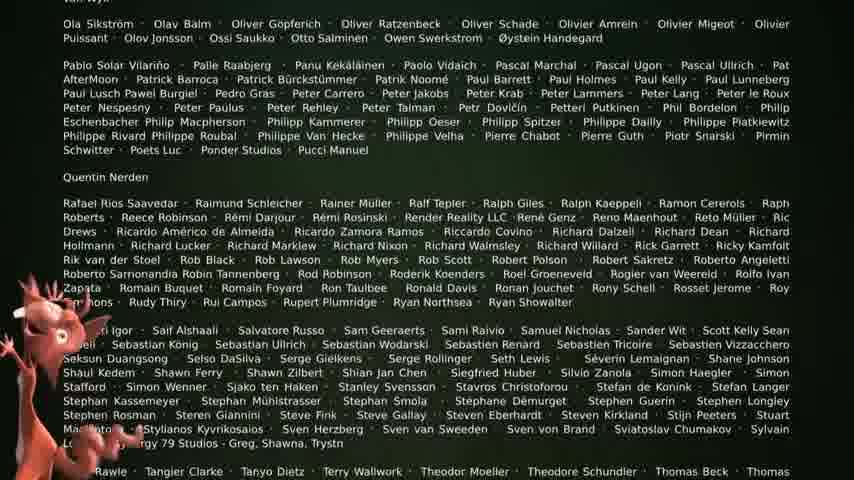 Ola Sikström · Olav Balm · Oliver Göpferich · Oliver Ratzenbeck · Oliver Schade · Olivier Amrein · Olivier Migeot · Olivier
Puissant · Olov Jonsson · Ossi Saukko · Otto Salminen · Owen Swerkstrom · Øystein Handegard
Pablo Solar Vilariño · Palle Raabjerg · Panu Kekäläinen · Paolo Vidaich · Pascal Marchal · Pascal Ugon · Pascal Ullrich · Pat
AfterMoon · Patrick Barroca · Patrick Bürckstümmer · Patrik Noomé · Paul Barrett · Paul Holmes · Paul Kelly · Paul Lunneberg
Paul Lusch Pawel Burgiel · Pedro Gras · Peter Carrero · Peter Jakobs · Peter Krab · Peter Lammers · Peter Lang · Peter le Roux
Peter Nespesny · Peter Paulus · Peter Rehley · Peter Talman · Petr Dovičín · Petteri Putkinen · Phil Bordelon · Philip
Eschenbacher Philip Macpherson · Philipp Kammerer · Philipp Oeser · Philipp Spitzer · Philippe Dailly · Philippe Piatkiewitz
Philippe Rivard Philippe Roubal · Philippe Van Hecke · Philippe Velha · Pierre Chabot · Pierre Guth · Piotr Snarski · Pirmin
Schwitter · Poets Luc · Ponder Studios · Pucci Manuel
Quentin Nerden
Rafael Rios Saavedar · Raimund Schleicher · Rainer Müller · Ralf Tepler · Ralph Giles · Ralph Kaeppeli · Ramon Cererols · Raph
Roberts · Reece Robinson · Rémi Darjour · Rémi Rosinski · Render Reality LLC · René Genz · Reno Maenhout · Reto Müller · Ric
Drews · Ricardo Américo de Almeida · Ricardo Zamora Ramos · Riccardo Covino · Richard Dalzell · Richard Dean · Richard
Hollmann · Richard Lucker · Richard Marklew · Richard Nixon · Richard Walmsley · Richard Willard · Rick Garrett · Ricky Kamfolt
Rik van der Stoel · Rob Black · Rob Lawson · Rob Myers · Rob Scott · Robert Polson · Robert Sakretz · Roberto Angeletti
Roberto Sarnonandia Robin Tannenberg · Rod Robinson · Roderik Koenders · Roel Groeneveld · Rogier van Weereld · Rolfo Ivan
Zapata · Romain Buquet · Romain Foyard · Ron Taulbee · Ronald Davis · Ronan Jouchet · Rony Schell · Rosset Jerome · Roy
· Rudy Thiry · Rui Campos · Rupert Plumridge · Ryan Northsea · Ryan Showalter
Igor · Saif Alshaali · Salvatore Russo · Sam Geeraerts · Sami Raivio · Samuel Nicholas · Sander Wit · Scott Kelly Sean
· Sebastian König · Sebastian Ullrich · Sebastian Wodarski · Sebastien Renard · Sebastien Tricoire · Sebastien Vizzacchero
Seksun Duangsong · Selso DaSilva · Serge Gielkens · Serge Rollinger · Seth Lewis · Séverin Lemaignan · Shane Johnson
Shaul Kedem · Shawn Ferry · Shawn Zilbert · Shian Jan Chen · Siegfried Huber · Silvio Zanola · Simon Haegler · Simon
Stafford · Simon Wenner · Sjako ten Haken · Stanley Svensson · Stavros Christoforou · Stefan de Konink · Stefan Langer
Stephan Kassemeyer · Stephan Mühlstrasser · Stephan Smola · Stéphane Démurget · Stephen Guerin · Stephen Longley
Stephen Rosman · Steren Giannini · Steve Fink · Steve Gallay · Steven Eberhardt · Steven Kirkland · Stijn Peeters · Stuart
· Stylianos Kyvrikosaios · Sven Herzberg · Sven van Sweeden · Sven von Brand · Sviatoslav Chumakov · Sylvain
79 Studios - Greg, Shawna, Trystn
Rawle · Tangier Clarke · Tanyo Dietz · Terry Wallwork · Theodor Moeller · Theodore Schundler · Thomas Beck · Thomas